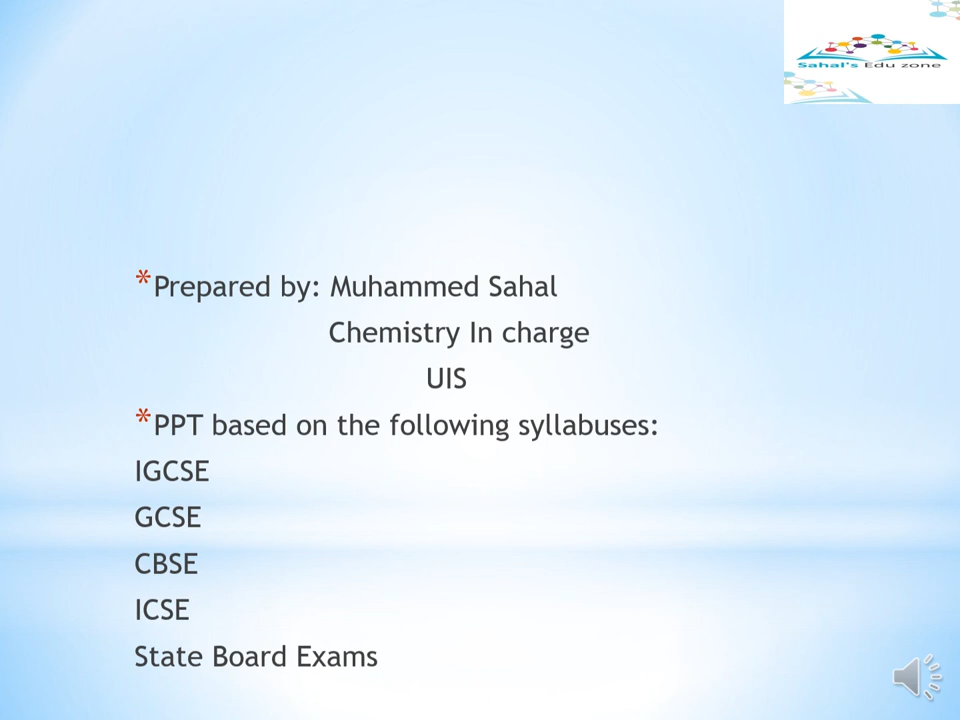 Sahal's Edu zone
*Prepared by: Muhammed Sahal
Chemistry In charge
UIS
*PPT based on the following syllabuses:
IGCSE
GCSE
CBSE
ICSE
State Board Exams